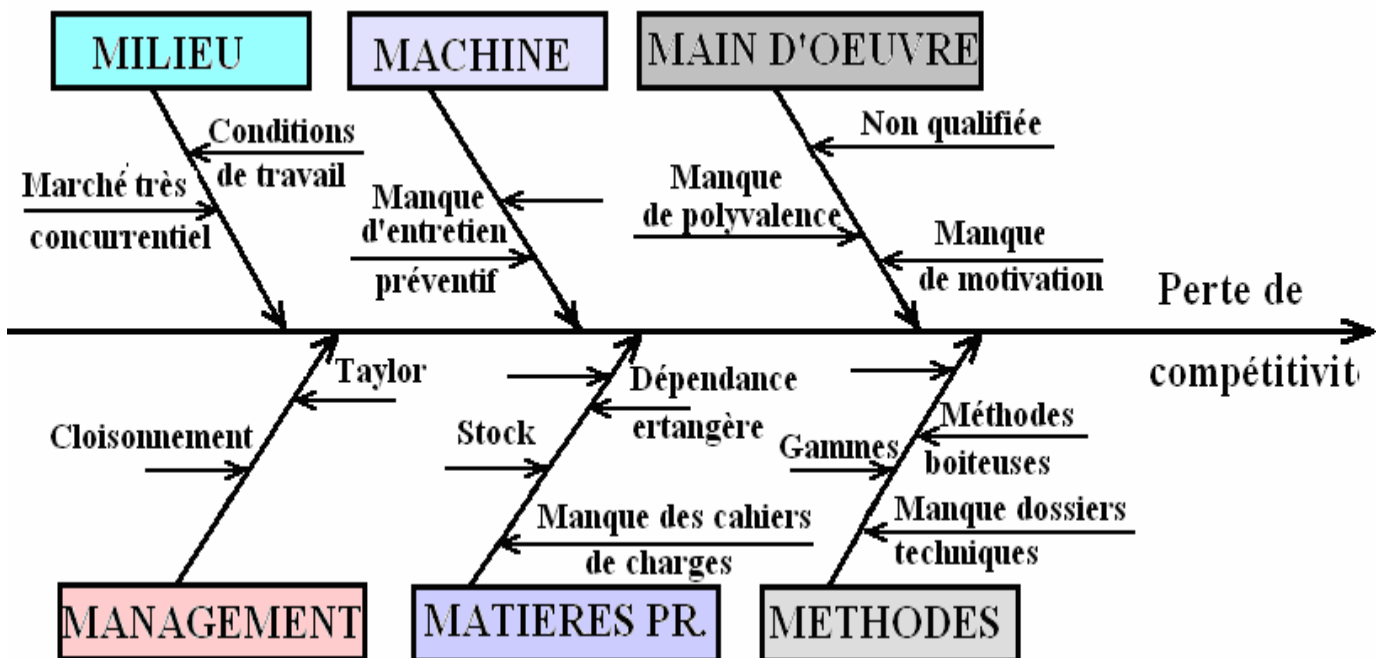 MILIEU
MACHINE
MAIN D'OEUVRE
Conditions
de travail
Marché très
concurrentiel
Manque
d'entretien
préventif
Non qualifiée
Manque
de polyvalence
Manque
de motivation
Perte de
compétitivit
Taylor
Cloisonnement
Dépendance
ertangère
Stock
Manque des cahiers
de charges
Méthodes
boiteuses
Gammes
Manque dossiers
techniques
MANAGEMENT
MATIERES PR.
METHODES